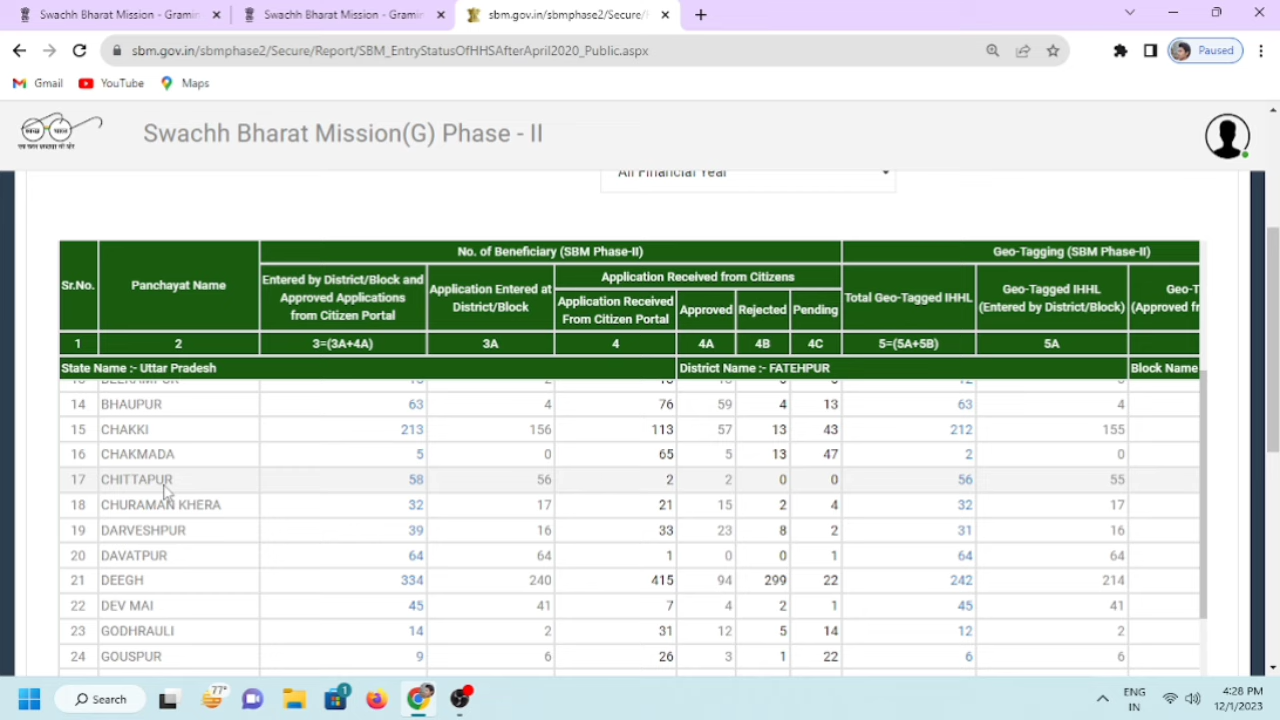 Swachh Bharat Mission - Gramin
Swachh Bharat Mission - Gramin
sbm.gov.in/sbmphase2/Secure/
sbm.gov.in/sbmphase2/Secure/Report/SBM_EntryStatusOfHHSAfterApril2020_Public.aspx
Paused
Gmail YouTube Maps
Swachh Bharat Mission(G) Phase - II
All Financial Year
Sr.No. Panchayat Name No. of Beneficiary (SBM Phase-II) Geo-Tagging (SBM Phase-II)
Entered by District/Block and Approved Applications from Citizen Portal
Application Entered at District/Block
Application Received from Citizens
Application Received From Citizen Portal
Approved Rejected Pending
Total Geo-Tagged IHHL
Geo-Tagged IHHL (Entered by District/Block)
Geo-T
(Approved fr
1 2 3=(3A+4A) 3A 4 4A 4B 4C 5=(5A+5B) 5A
State Name :- Uttar Pradesh District Name :- FATEHPUR Block Name
14 BHAUPUR 63 4 76 59 4 13 63 4
15 CHAKKI 213 156 113 57 13 43 212 155
16 CHAKMADA 5 0 65 5 13 47 2 0
17 CHITTAPUR 58 56 2 2 0 0 56 55
18 CHURAMAN KHERA 32 17 21 15 2 4 32 17
19 DARVESHPUR 39 16 33 23 8 2 31 16
20 DAVATPUR 64 64 1 0 0 1 64 64
21 DEEGH 334 240 415 94 299 22 242 214
22 DEV MAI 45 41 7 4 2 1 45 41
23 GODHRAULI 14 2 31 12 5 14 12 2
24 GOUSPUR 9 6 26 3 1 22 6 6
Search
77°
1
ENG
IN
4:28 PM
12/1/2023